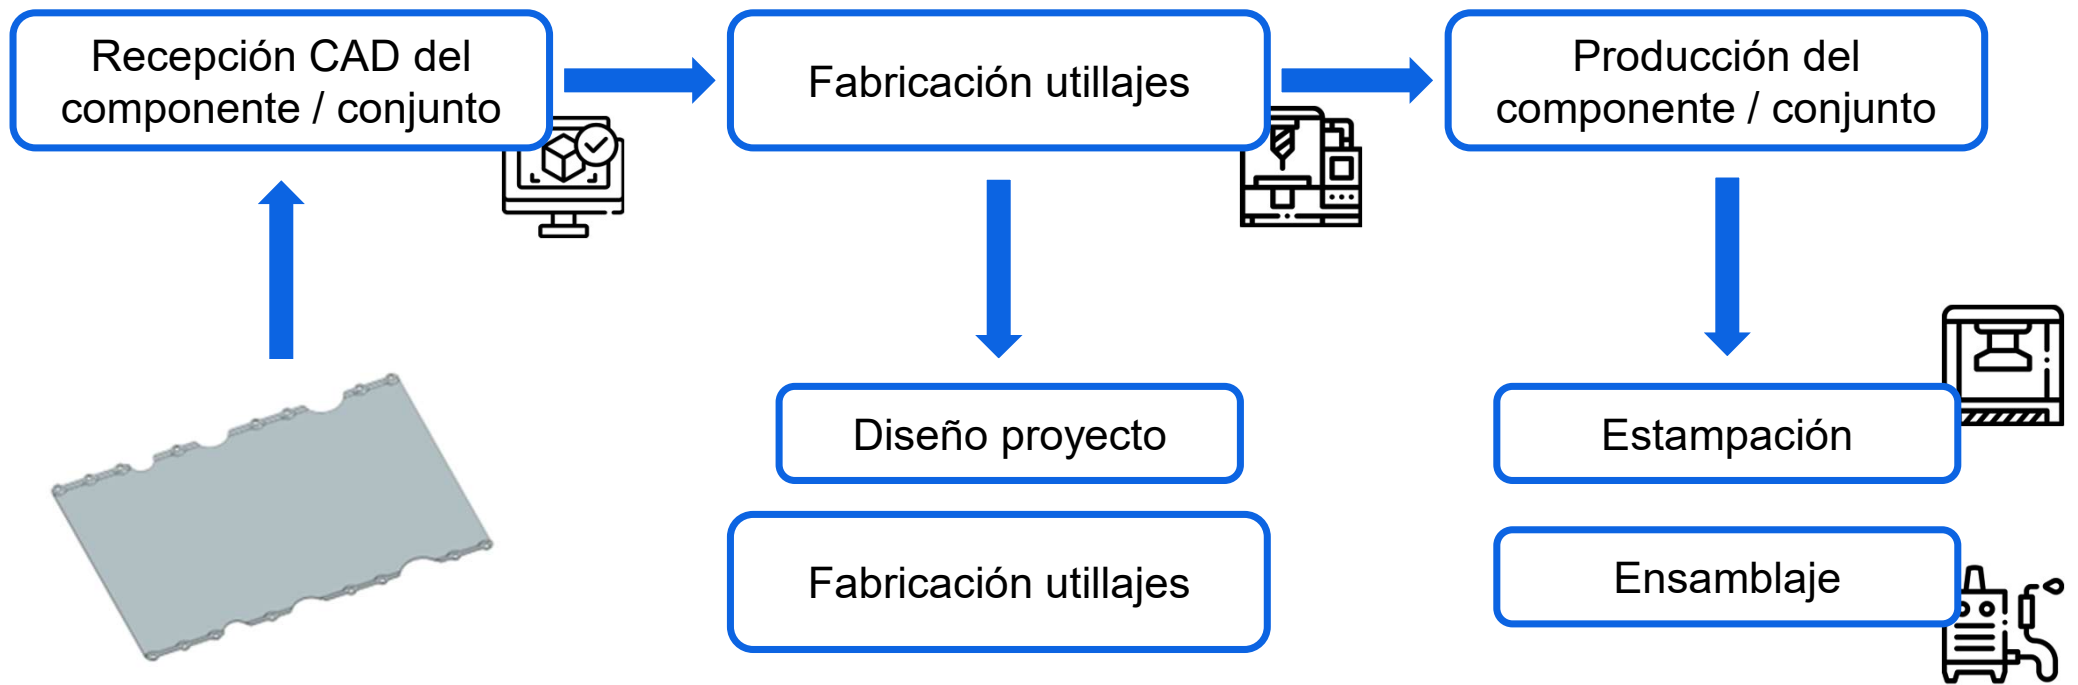 Recepción CAD del
componente / conjunto
Fabricación utillajes
Producción del
componente / conjunto
Diseño proyecto
Fabricación utillajes
Estampación
Ensamblaje